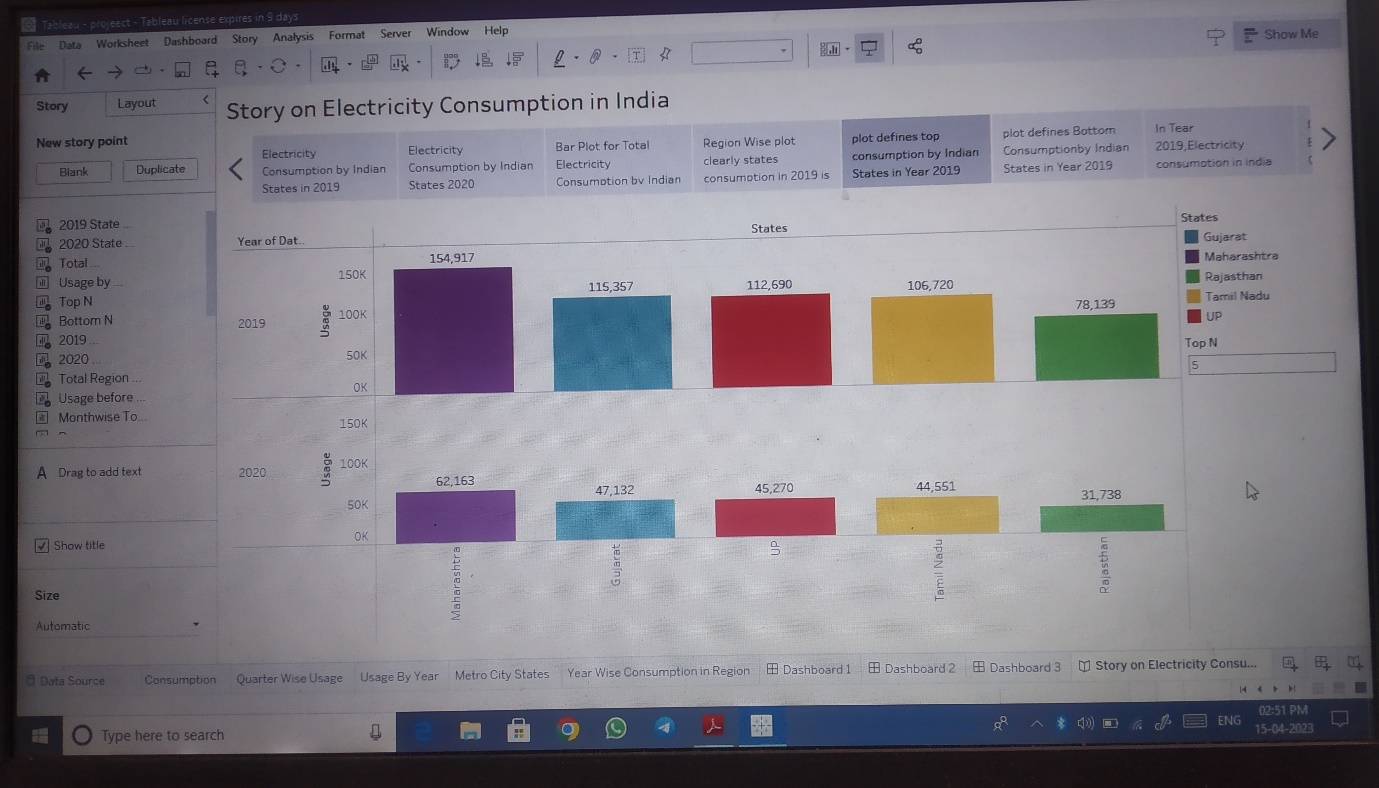 Tableau - projeect - Tableau license expires in 9 days
File Data Worksheet Dashboard Story Analysis Format Server Window Help
Show Me
Story Layout
Story on Electricity Consumption in India
New story point
Blank Duplicate
Electricity
Consumption by Indian
States in 2019
Electricity
Consumption by Indian
States 2020
Bar Plot for Total
Electricity
Consumption by Indian
Region Wise plot
clearly states
consumption in 2019 is
plot defines top
consumption by Indian
States in Year 2019
plot defines Bottom
Consumptionby Indian
States in Year 2019
In Tear
2019,Electricity
consumption in india
2019 State ...
2020 State ...
Total ...
Usage by ...
Top N
Bottom N
2019 ...
2020 ...
Total Region ...
Usage before ...
Monthwise To...
A Drag to add text
Show title
Size
Automatic
States
Year of Dat..
2019
Usage
150K
100K
50K
0K
154,917
115,357
112,690
106,720
78,139
2020
Usage
150K
100K
50K
0K
62,163
47,132
45,270
44,551
31,738
Maharashtra
Gujarat
UP
Tamil Nadu
Rajasthan
States
Gujarat
Maharashtra
Rajasthan
Tamil Nadu
UP
Top N
5
Data Source Consumption Quarter Wise Usage Usage By Year Metro City States Year Wise Consumption in Region Dashboard 1 Dashboard 2 Dashboard 3 Story on Electricity Consu...
Type here to search
ENG
02:51 PM
15-04-2023